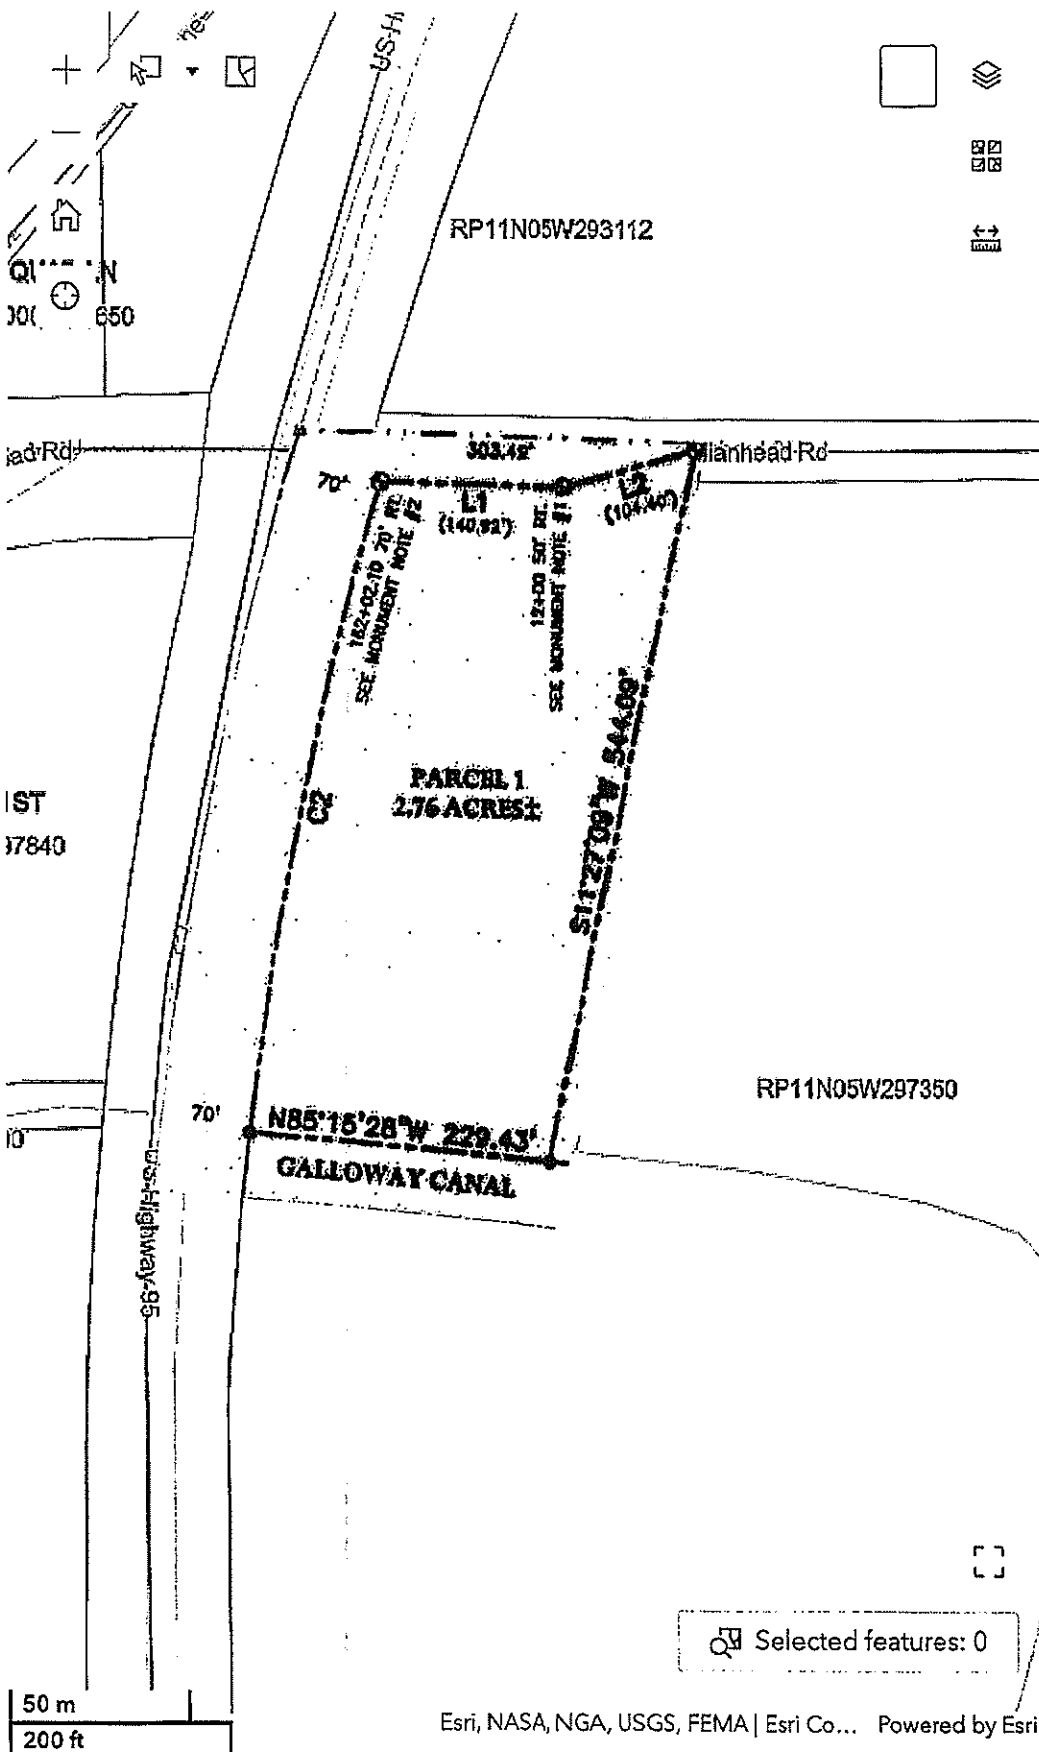 US-H
RP11N05W293112
650
ad-Rd
303.42'
70'
L1
(140.92')
L2
(104.40')
lanhead-Rd
182+02.10 70' RT.
SEE MONUMENT NOTE #2
12+00 50' RT.
SEE MONUMENT NOTE #1
S11°27'09"W 544.09'
PARCEL 1
2.76 ACRES±
C2
IST
37840
RP11N05W297350
70'
N85°15'28"W 229.43'
GALLOWAY CANAL
US-Highway-95
Selected features: 0
50 m
200 ft
Esri, NASA, NGA, USGS, FEMA | Esri Co... Powered by Esri